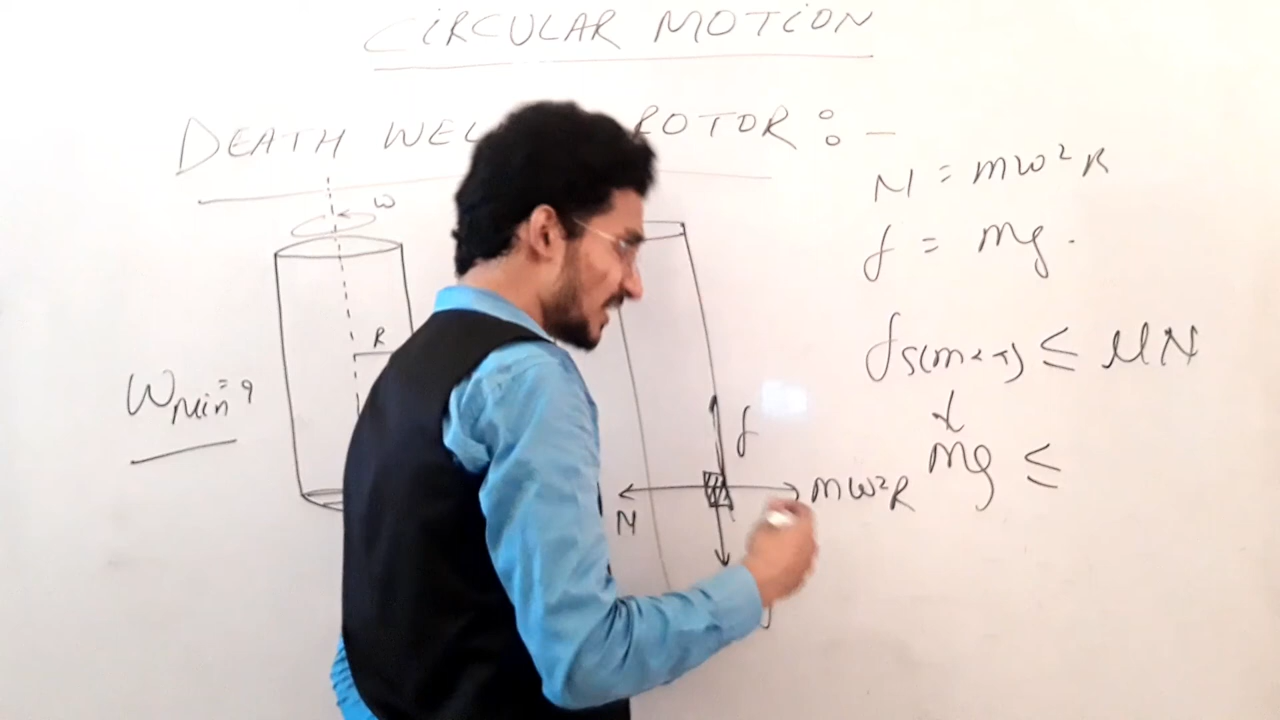 CIRCULAR MOTION
DEATH WEL ROTOR : -
ω
R
ωMin = ?
N = mω²R
f = mg.
fs(max) ≤ μN
mg ≤
f
N
mω²R